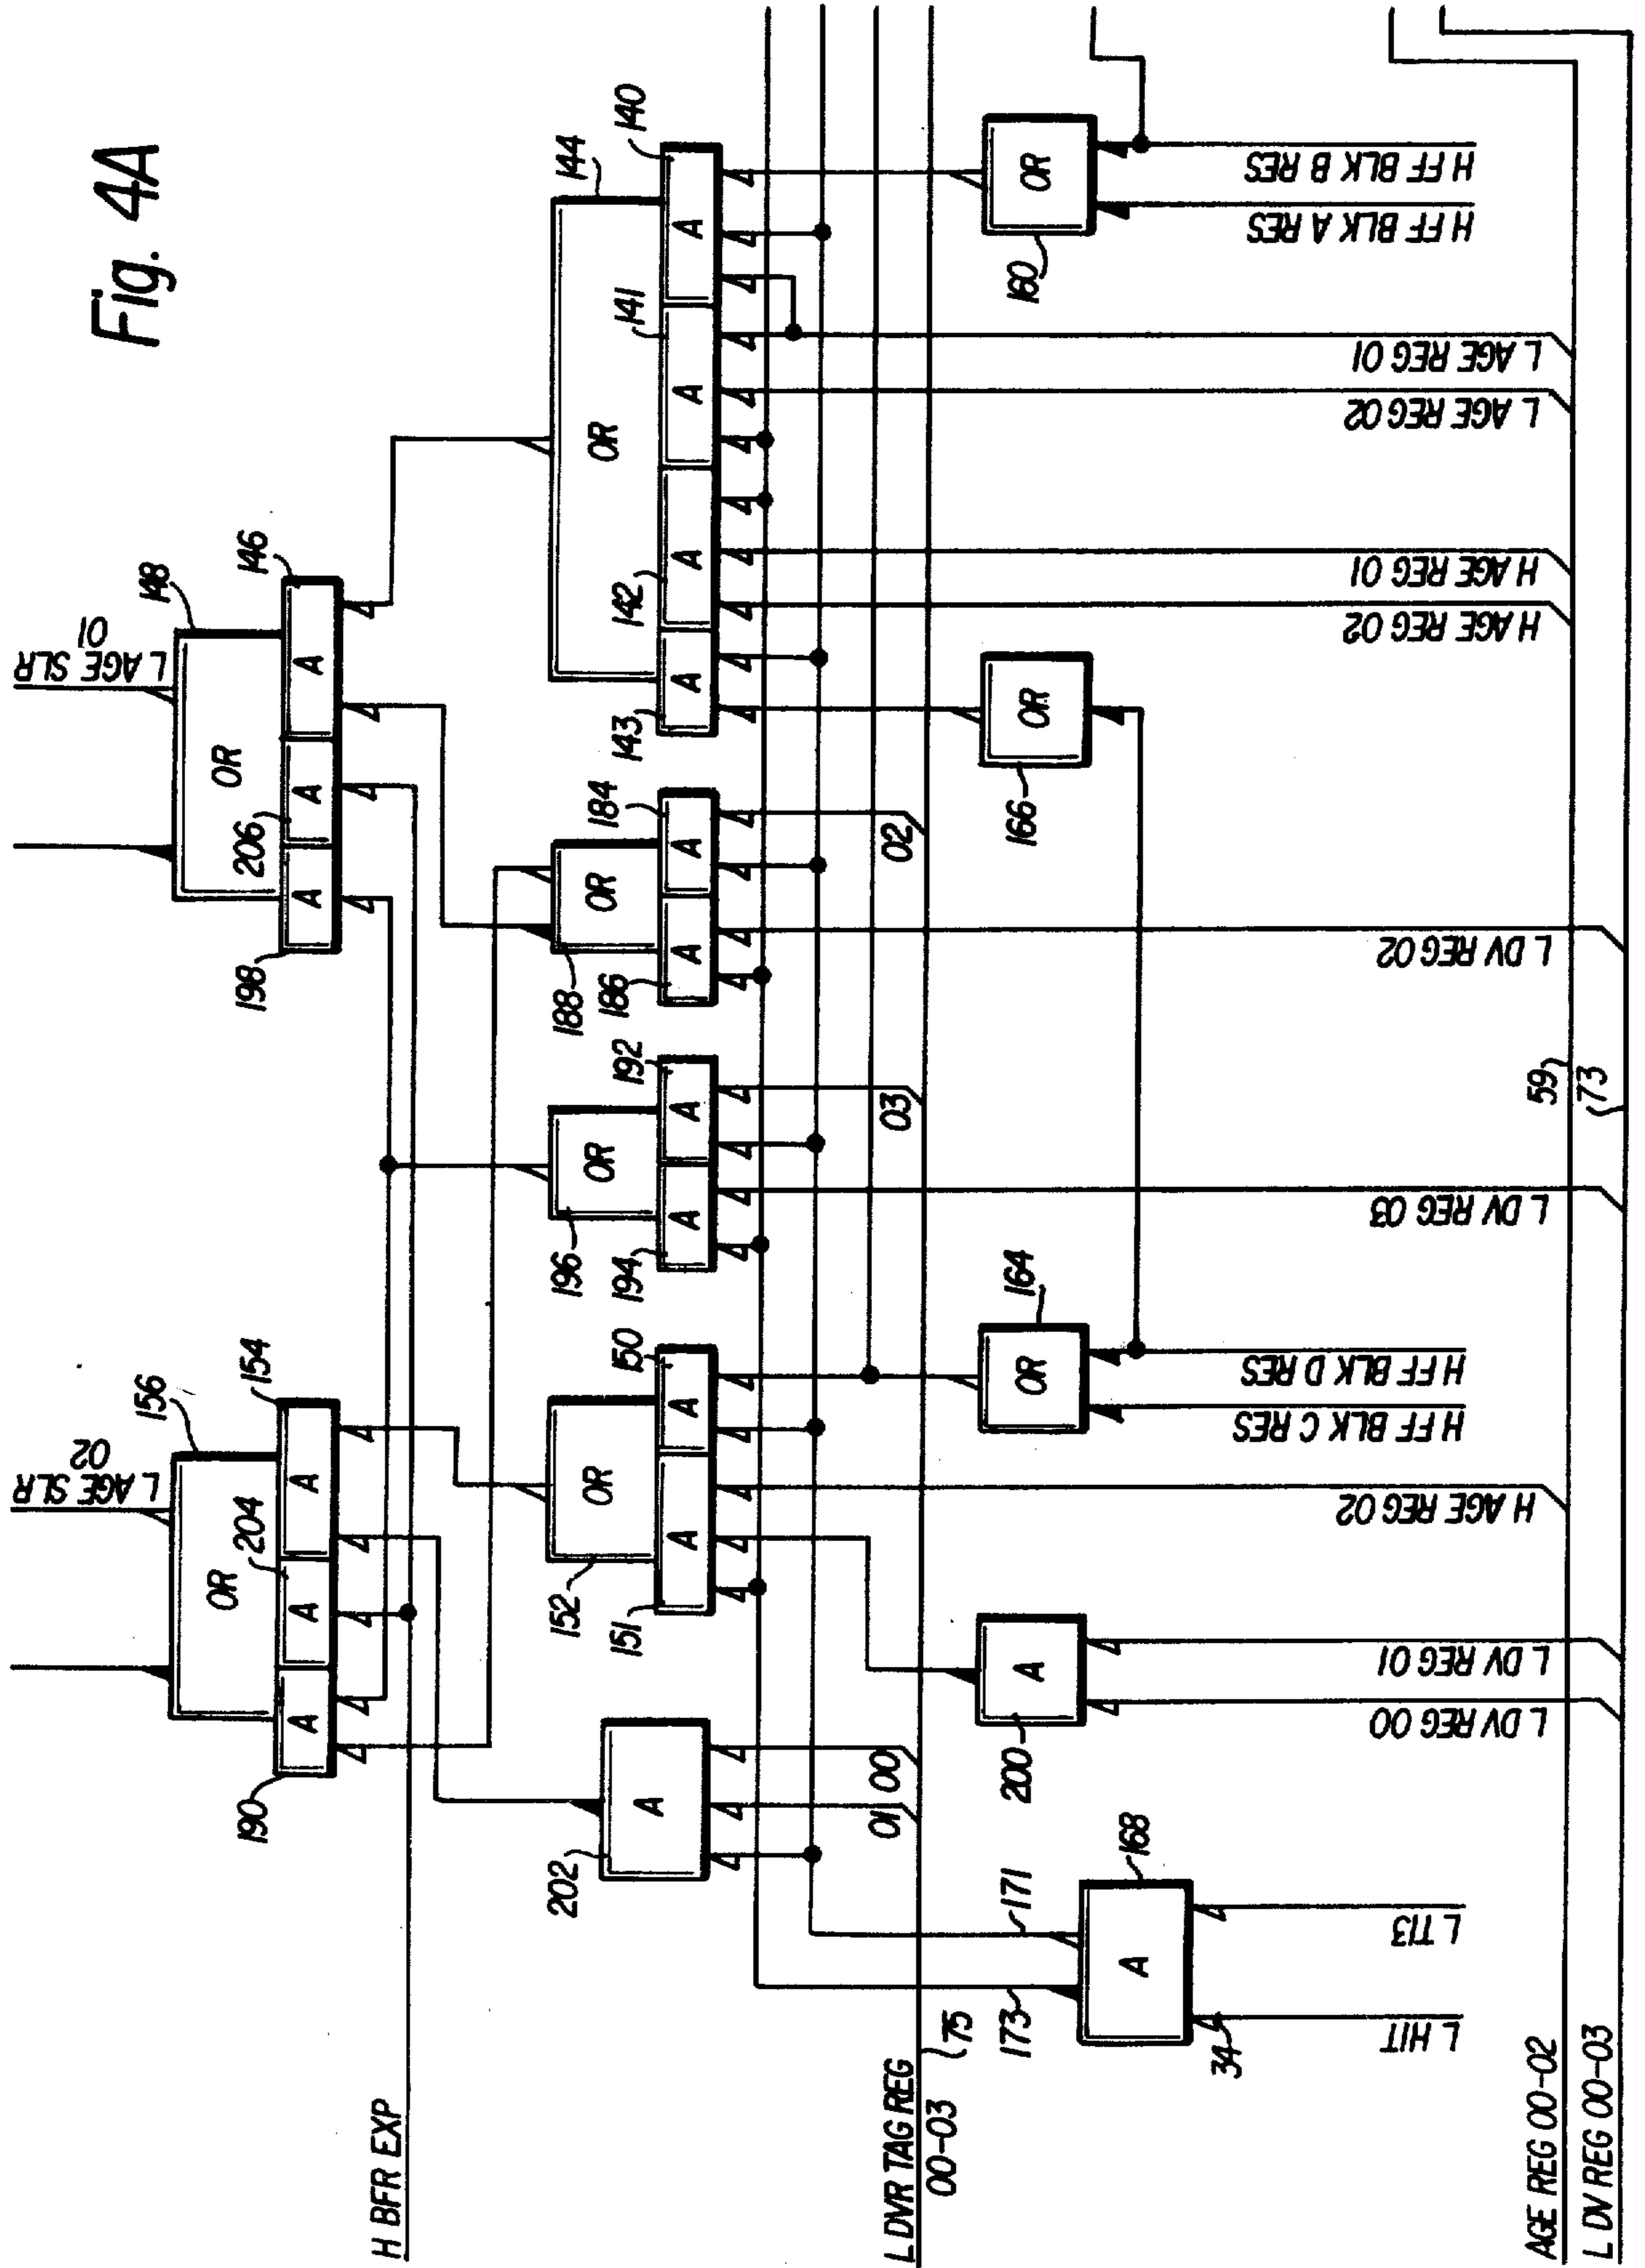 Fig. 4A
L AGE SLR
02
156
OR
204
154
A
A
A
190
L AGE SLR
01
148
OR
206
146
A
A
A
198
H BFR EXP
202
A
01
00
152
OR
150
A
A
151
196
OR
192
A
A
194
188
OR
184
A
A
186
03
02
144
OR
140
A
141
A
142
A
143
A
L DVR TAG REG
00-03
75
173
171
168
A
34
L HIT
L T13
200
A
L DV REG 00
L DV REG 01
H AGE REG 02
164
OR
H FF BLK C RES
H FF BLK D RES
L DV REG 03
L DV REG 02
166
OR
H AGE REG 02
H AGE REG 01
L AGE REG 02
L AGE REG 01
160
OR
H FF BLK A RES
H FF BLK B RES
AGE REG 00-02
59
L DV REG 00-03
73